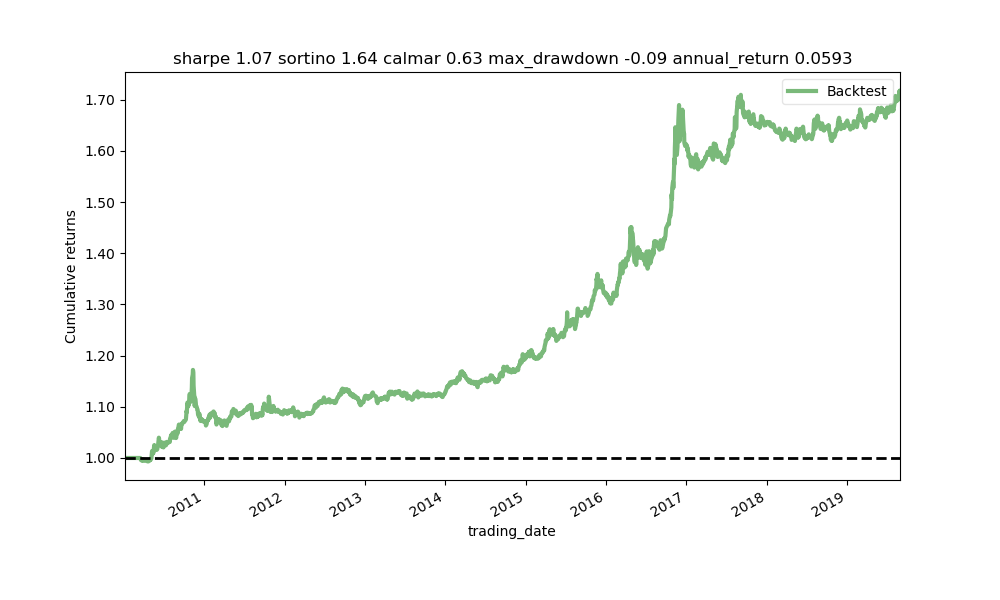 sharpe 1.07 sortino 1.64 calmar 0.63 max_drawdown -0.09 annual_return 0.0593
Backtest
1.70
1.60
1.50
1.40
1.30
1.20
1.10
1.00
Cumulative returns
2011 2012 2013 2014 2015 2016 2017 2018 2019
trading_date